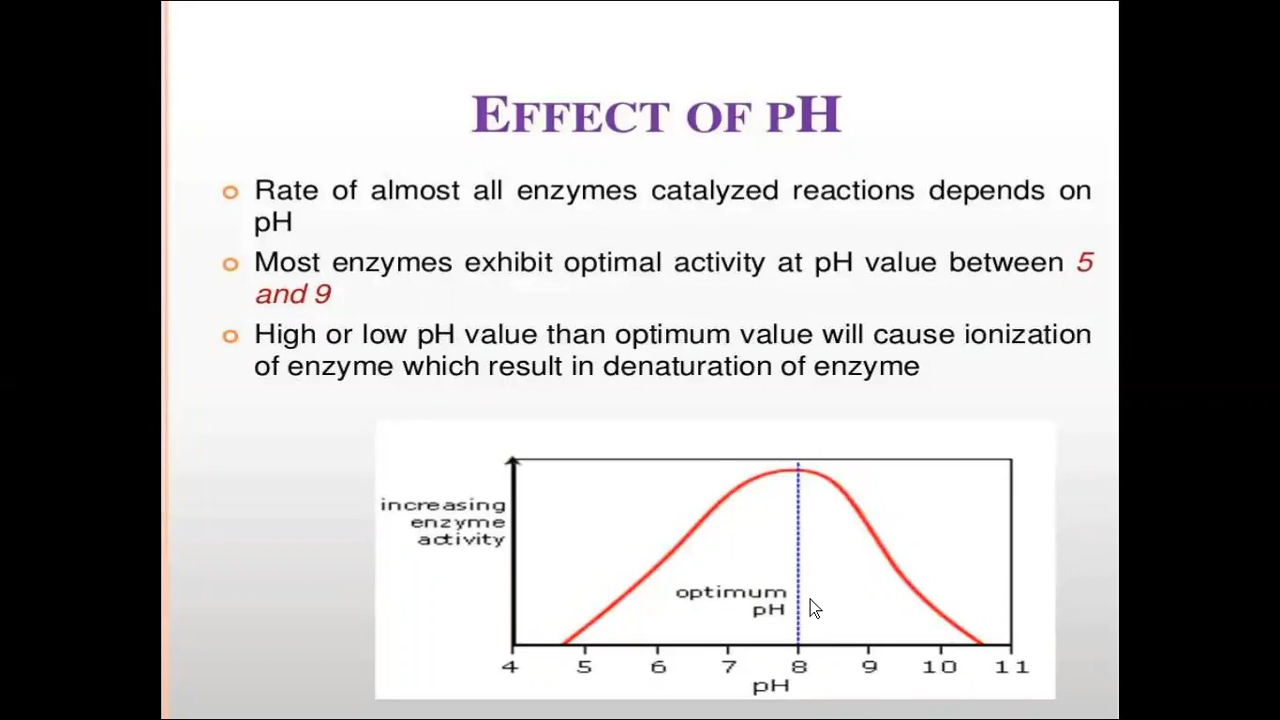 EFFECT OF PH
Rate of almost all enzymes catalyzed reactions depends on
pH
Most enzymes exhibit optimal activity at pH value between 5
and 9
High or low pH value than optimum value will cause ionization
of enzyme which result in denaturation of enzyme
increasing
enzyme
activity
optimum
pH
4 5 6 7 8 9 10 11
pH